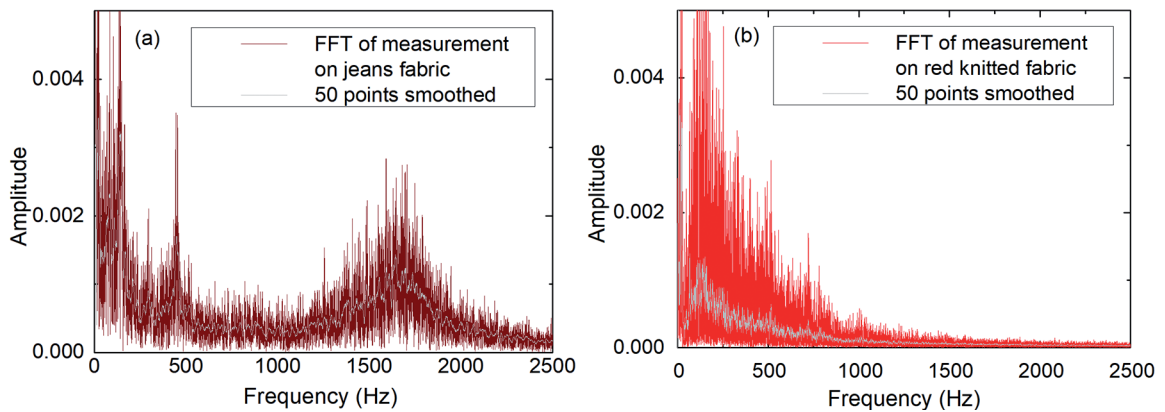 (a)
FFT of measurement
on jeans fabric
50 points smoothed
Amplitude
0.004
0.002
0.000
0 500 1000 1500 2000 2500
Frequency (Hz)
(b)
FFT of measurement
on red knitted fabric
50 points smoothed
Amplitude
0.004
0.002
0.000
0 500 1000 1500 2000 2500
Frequency (Hz)